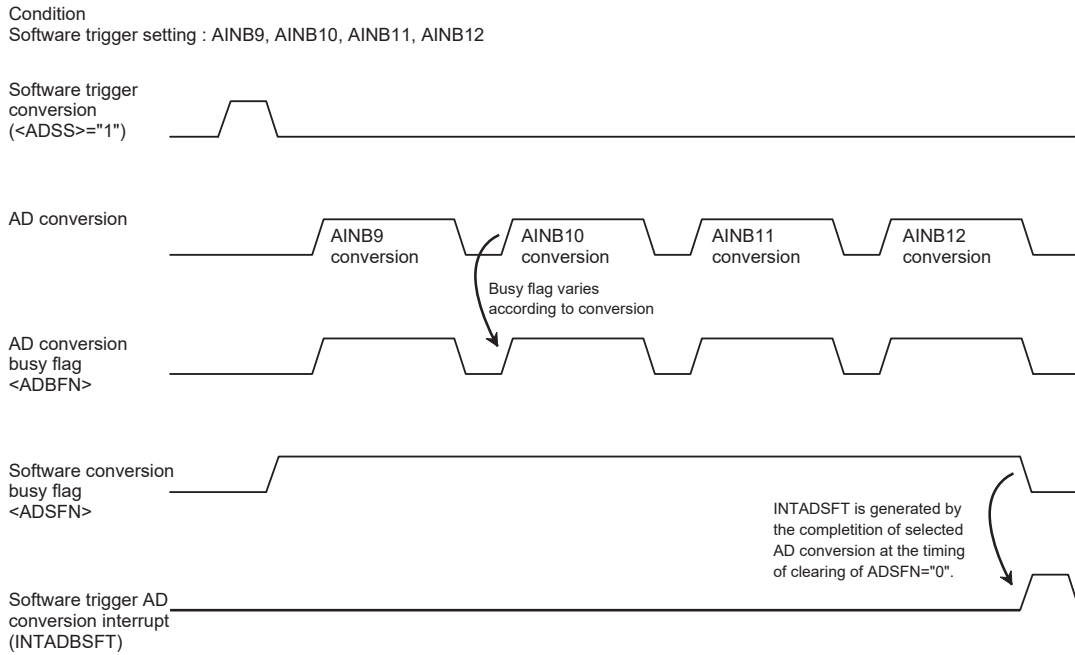 Condition
Software trigger setting : AINB9, AINB10, AINB11, AINB12
Software trigger
conversion
(<ADSS>="1")
AD conversion
AINB9
conversion
AINB10
conversion
AINB11
conversion
AINB12
conversion
Busy flag varies
according to conversion
AD conversion
busy flag
<ADBFN>
Software conversion
busy flag
<ADSFN>
INTADSFT is generated by
the completition of selected
AD conversion at the timing
of clearing of ADSFN="0".
Software trigger AD
conversion interrupt
(INTADBSFT)